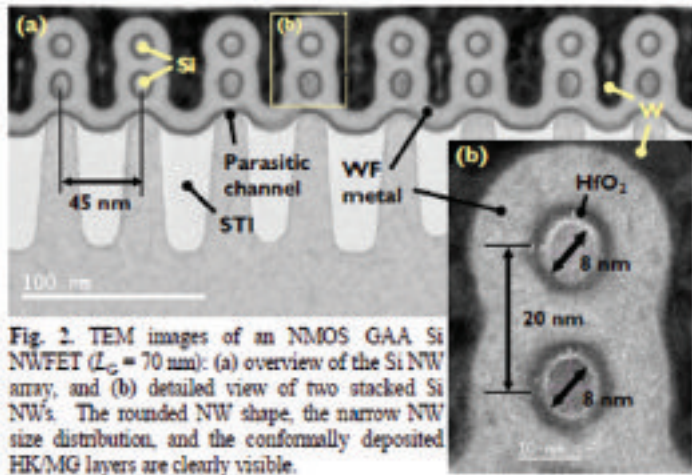 (a)
(b)
Si
W
Parasitic
channel
WF
metal
45 nm
STI
100 nm
(b)
HfO₂
8 nm
20 nm
8 nm
10 nm
Fig. 2. TEM images of an NMOS GAA Si
NWFET (L_G = 70 nm): (a) overview of the Si NW
array, and (b) detailed view of two stacked Si
NWs. The rounded NW shape, the narrow NW
size distribution, and the conformally deposited
HK/MG layers are clearly visible.